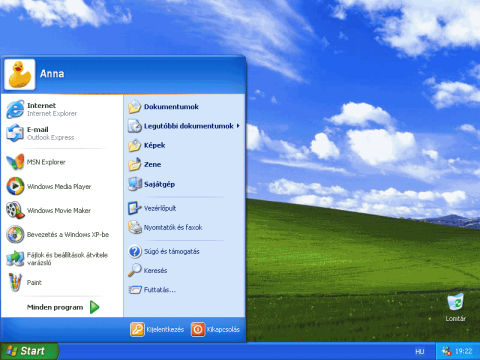 Anna
Internet
Internet Explorer
E-mail
Outlook Express
MSN Explorer
Windows Media Player
Windows Movie Maker
Bevezetés a Windows XP-be
Fájlok és beállítások átvitele
varázsló
Paint
Minden program
Dokumentumok
Legutóbbi dokumentumok
Képek
Zene
Sajátgép
Vezérlőpult
Nyomtatók és faxok
Súgó és támogatás
Keresés
Futtatás...
Kijelentkezés
Kikapcsolás
Lomtár
Start
HU
19:22